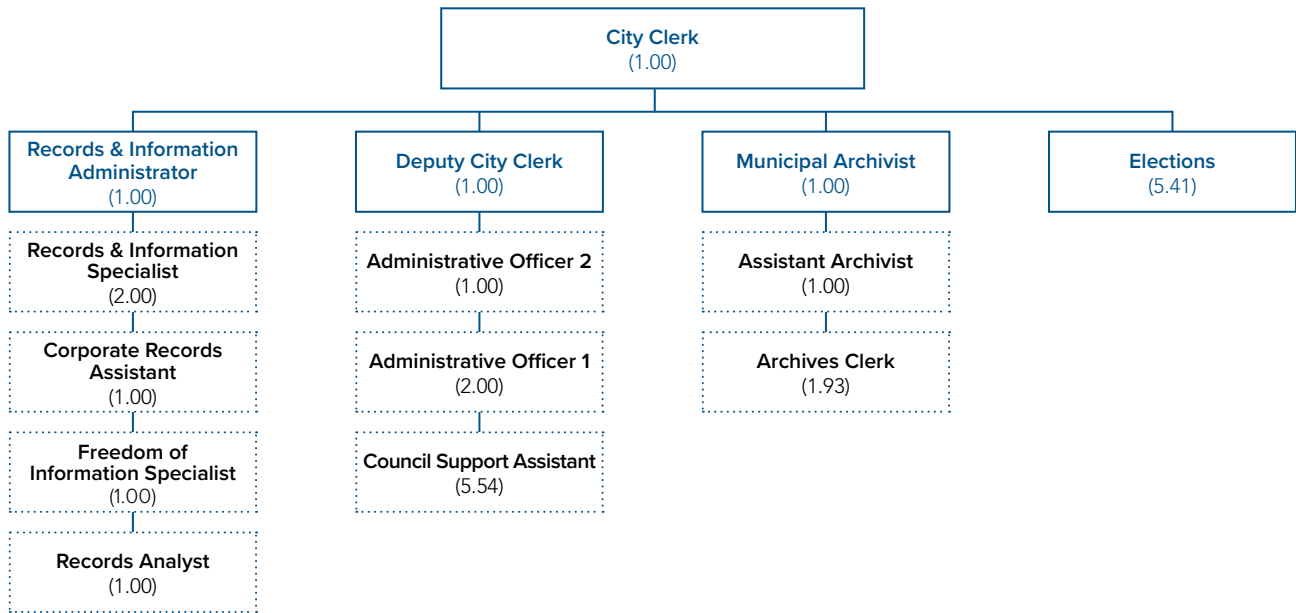 City Clerk
(1.00)
Records & Information
Administrator
(1.00)
Records & Information
Specialist
(2.00)
Corporate Records
Assistant
(1.00)
Freedom of
Information Specialist
(1.00)
Records Analyst
(1.00)
Deputy City Clerk
(1.00)
Administrative Officer 2
(1.00)
Administrative Officer 1
(2.00)
Council Support Assistant
(5.54)
Municipal Archivist
(1.00)
Assistant Archivist
(1.00)
Archives Clerk
(1.93)
Elections
(5.41)